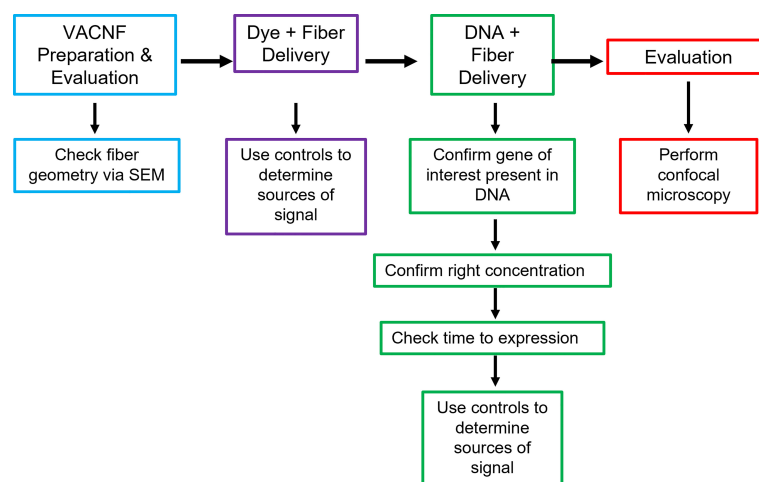 VACNF
Preparation &
Evaluation
Dye + Fiber
Delivery
DNA +
Fiber
Delivery
Evaluation
Check fiber
geometry via SEM
Use controls to
determine
sources of
signal
Confirm gene of
interest present in
DNA
Perform
confocal
microscopy
Confirm right concentration
Check time to expression
Use controls to
determine
sources of
signal